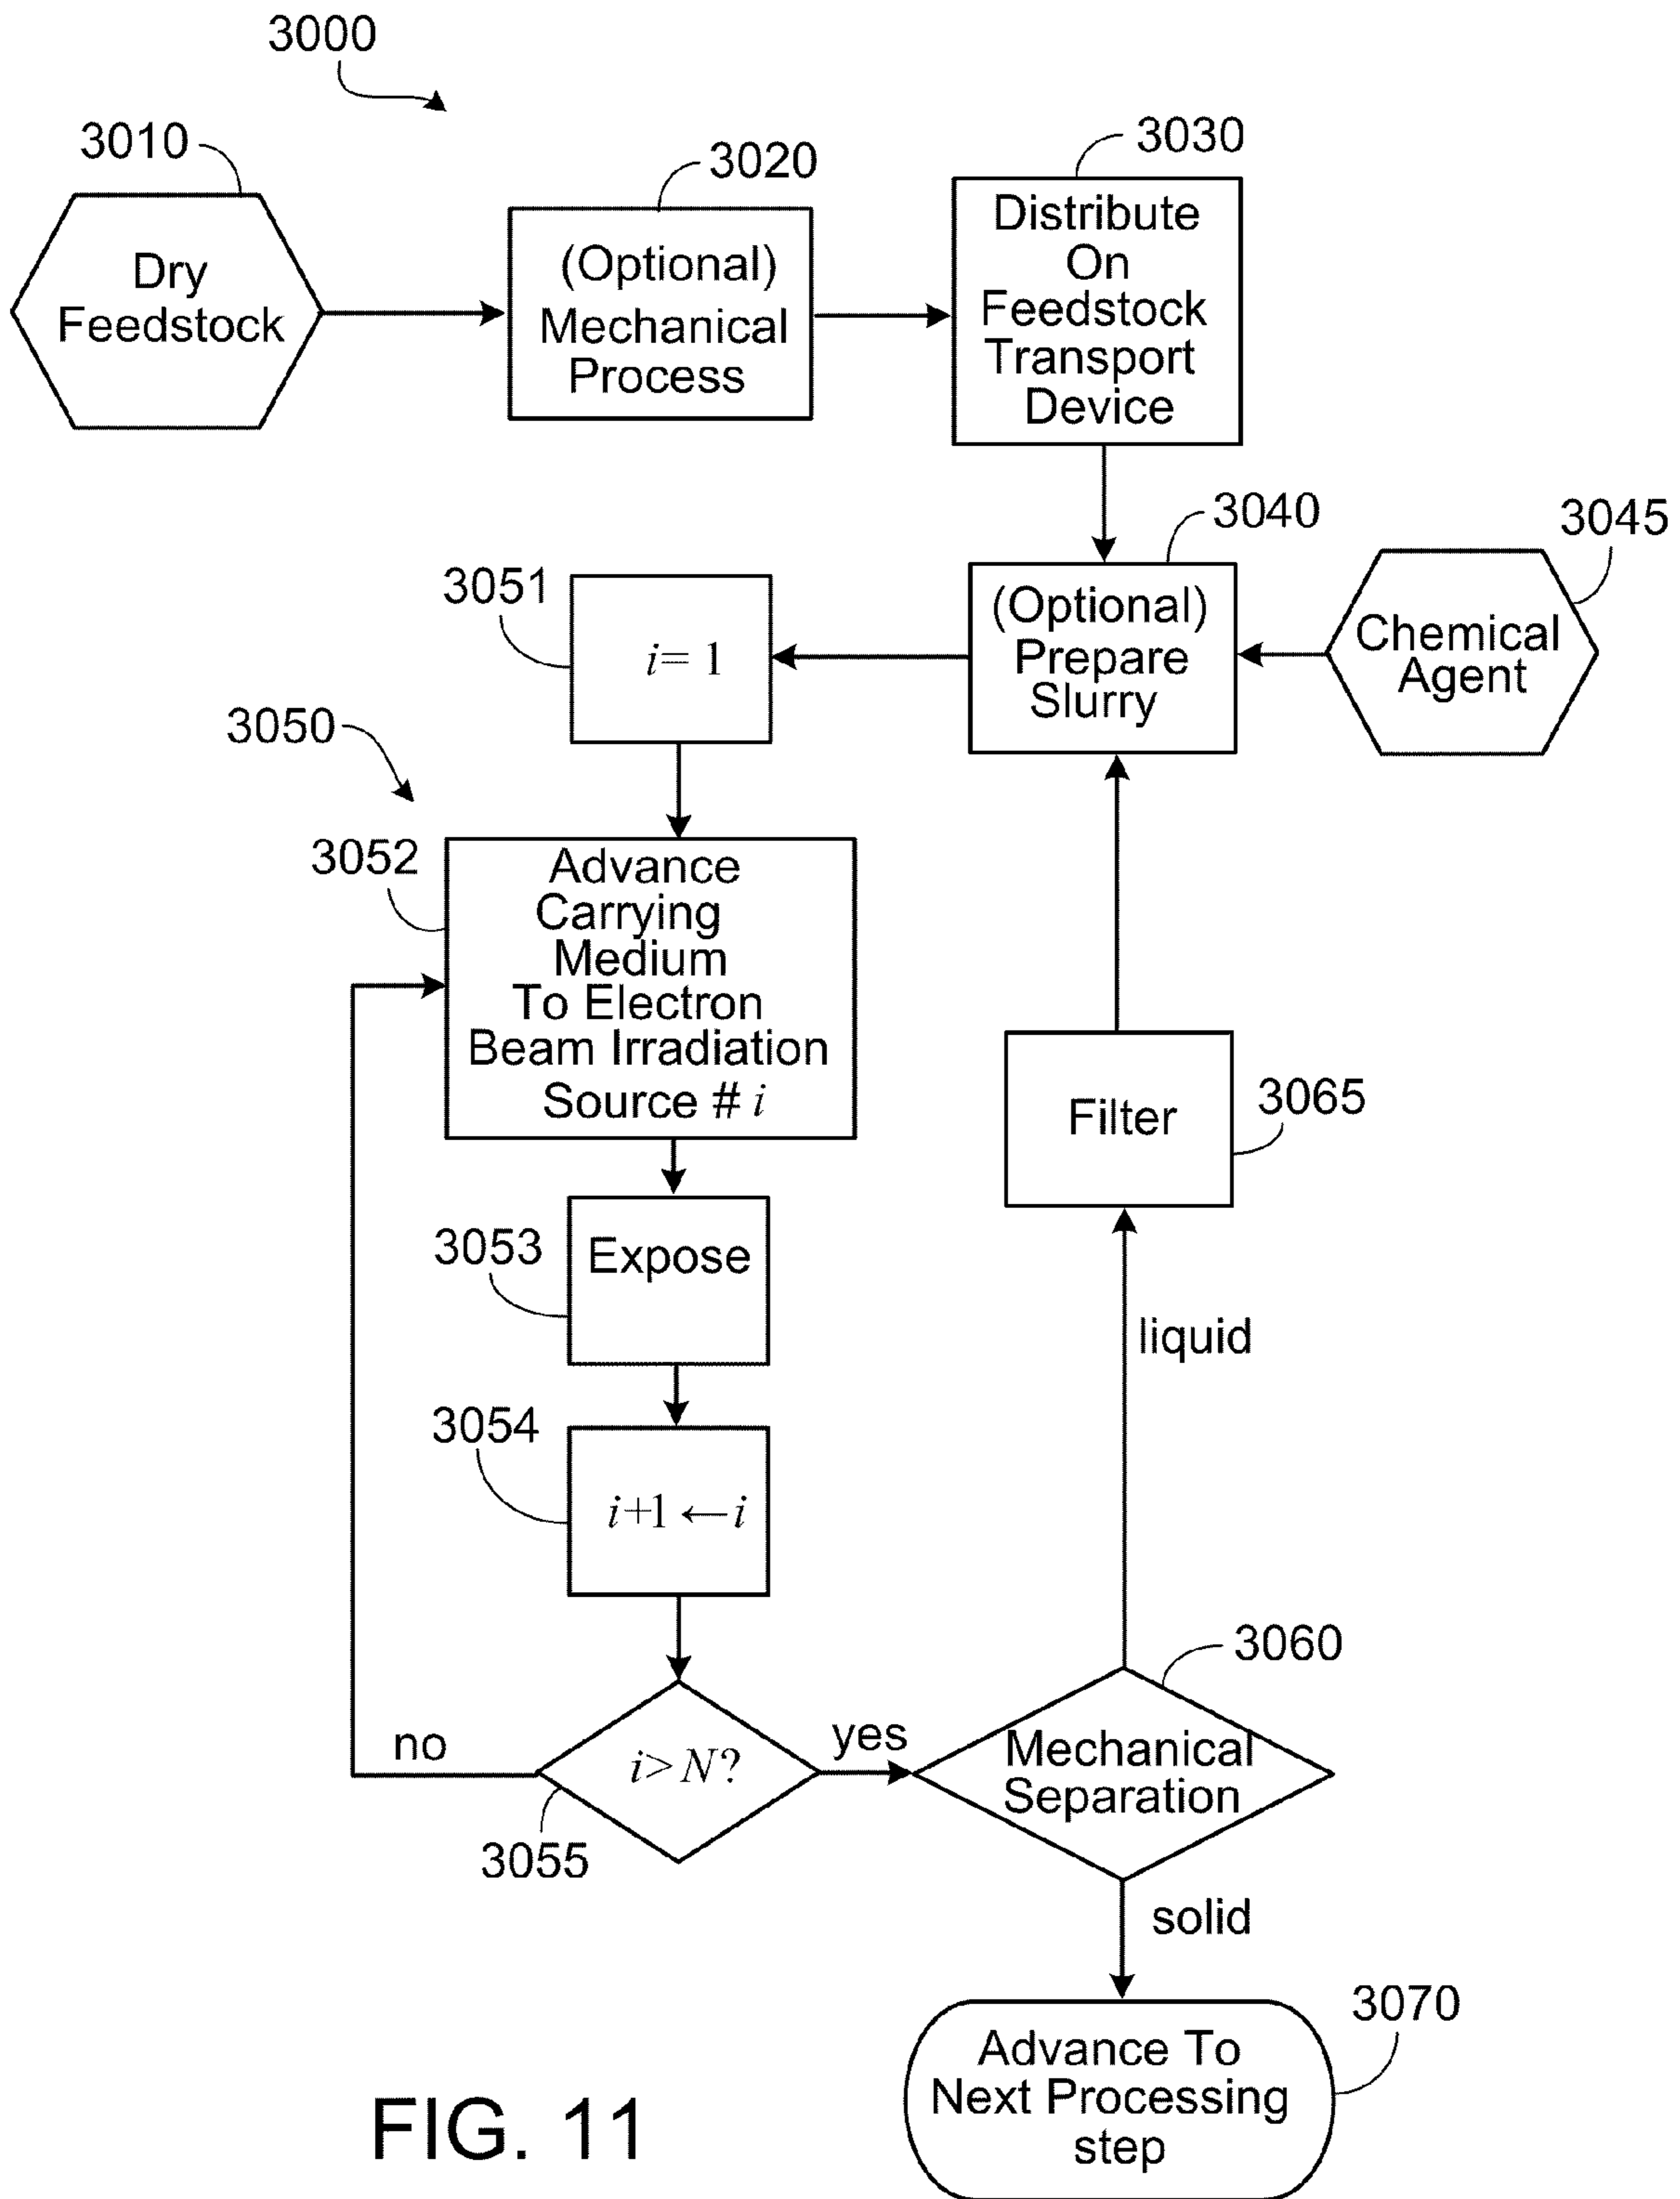 3000
3010
Dry
Feedstock
3020
(Optional)
Mechanical
Process
3030
Distribute
On
Feedstock
Transport
Device
3040
(Optional)
Prepare
Slurry
3045
Chemical
Agent
3051
i= 1
3050
3052
Advance
Carrying
Medium
To Electron
Beam Irradiation
Source # i
3053
Expose
3054
i+1 ←i
3055
i> N?
no
yes
3060
Mechanical
Separation
liquid
Filter
3065
solid
3070
Advance To
Next Processing
step
FIG. 11